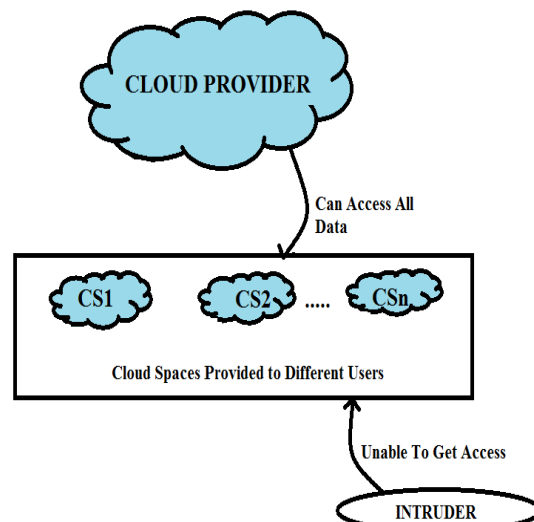 CLOUD PROVIDER
Can Access All
Data
CS1
CS2
.....
CSn
Cloud Spaces Provided to Different Users
Unable To Get Access
INTRUDER